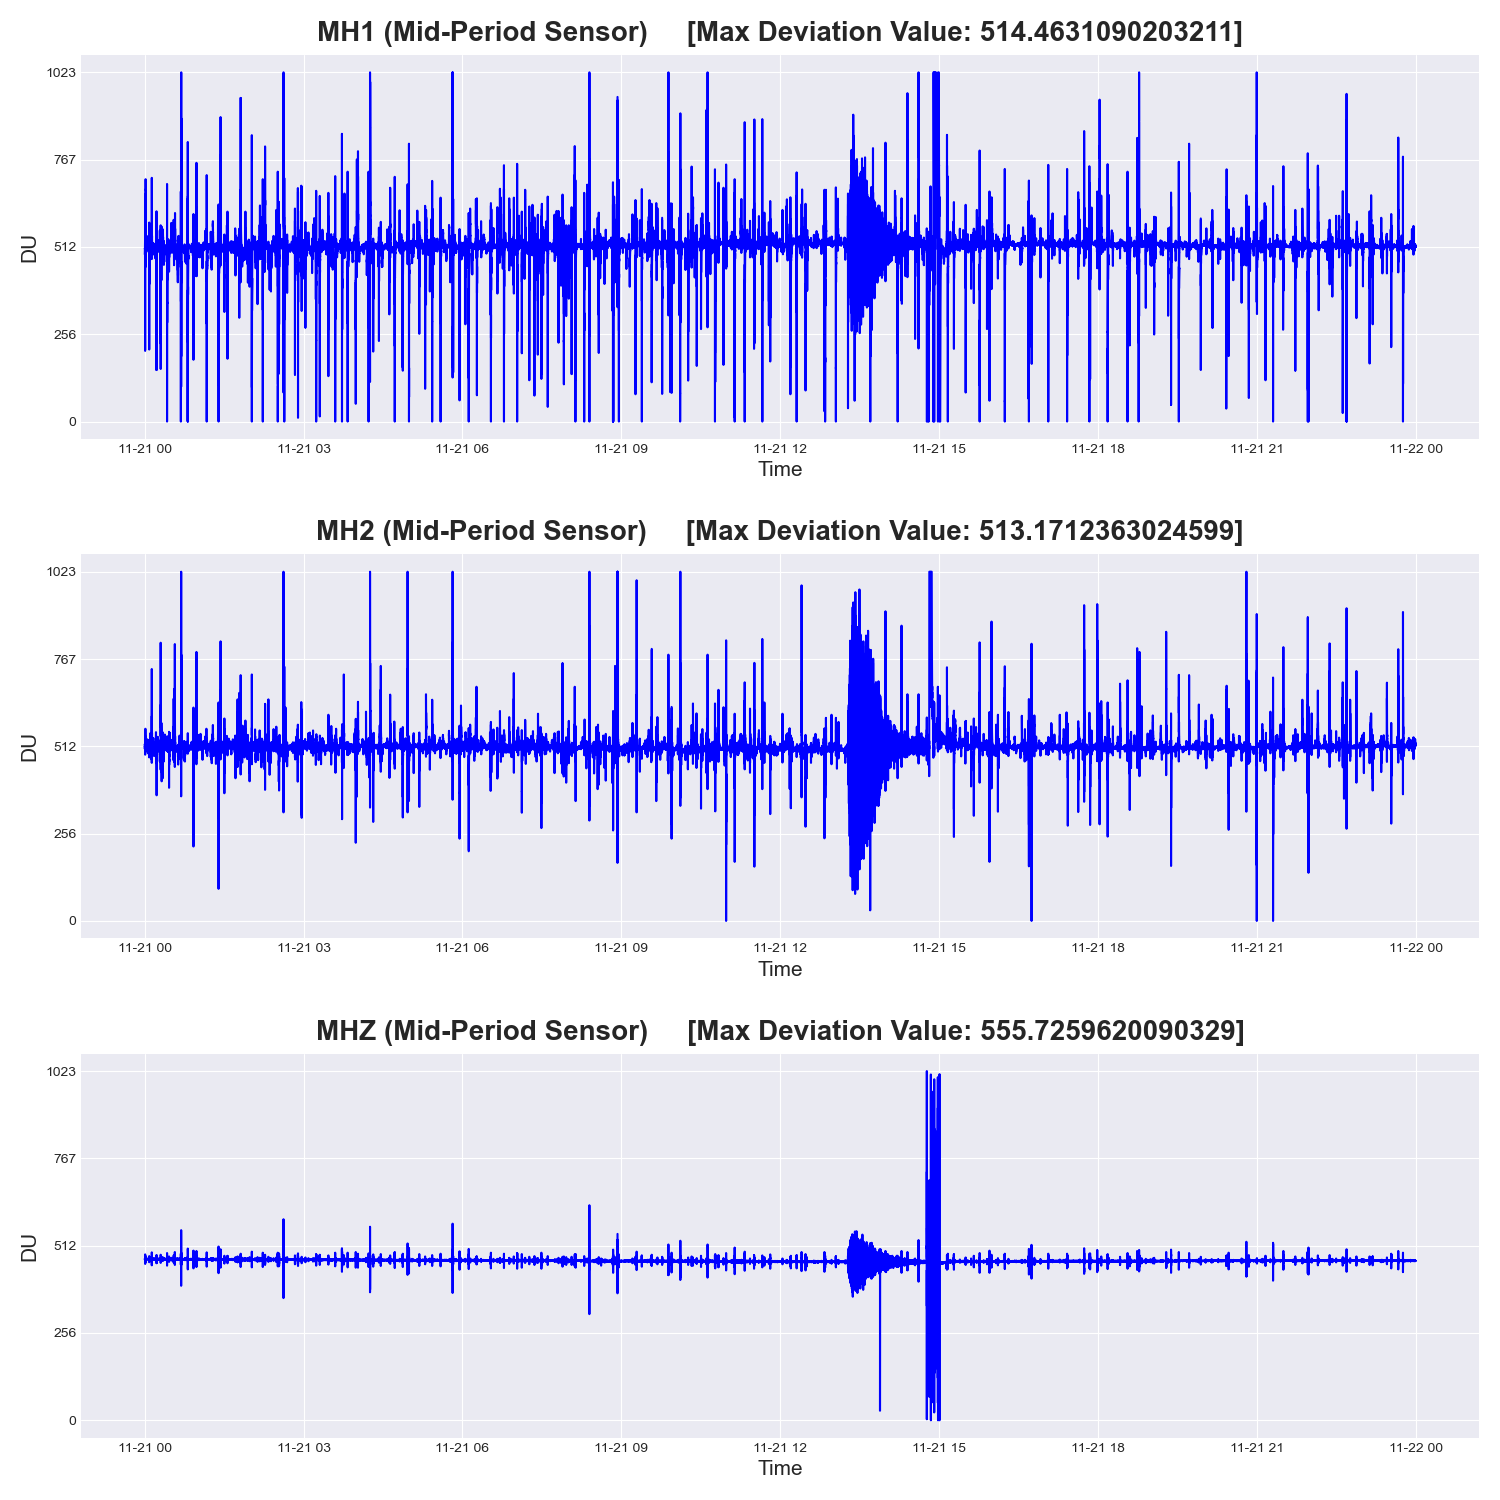 MH1 (Mid-Period Sensor) [Max Deviation Value: 514.4631090203211]
1023
767
512
256
0
DU
11-21 00 11-21 03 11-21 06 11-21 09 11-21 12 11-21 15 11-21 18 11-21 21 11-22 00
Time
MH2 (Mid-Period Sensor) [Max Deviation Value: 513.1712363024599]
1023
767
512
256
0
DU
11-21 00 11-21 03 11-21 06 11-21 09 11-21 12 11-21 15 11-21 18 11-21 21 11-22 00
Time
MHZ (Mid-Period Sensor) [Max Deviation Value: 555.7259620090329]
1023
767
512
256
0
DU
11-21 00 11-21 03 11-21 06 11-21 09 11-21 12 11-21 15 11-21 18 11-21 21 11-22 00
Time